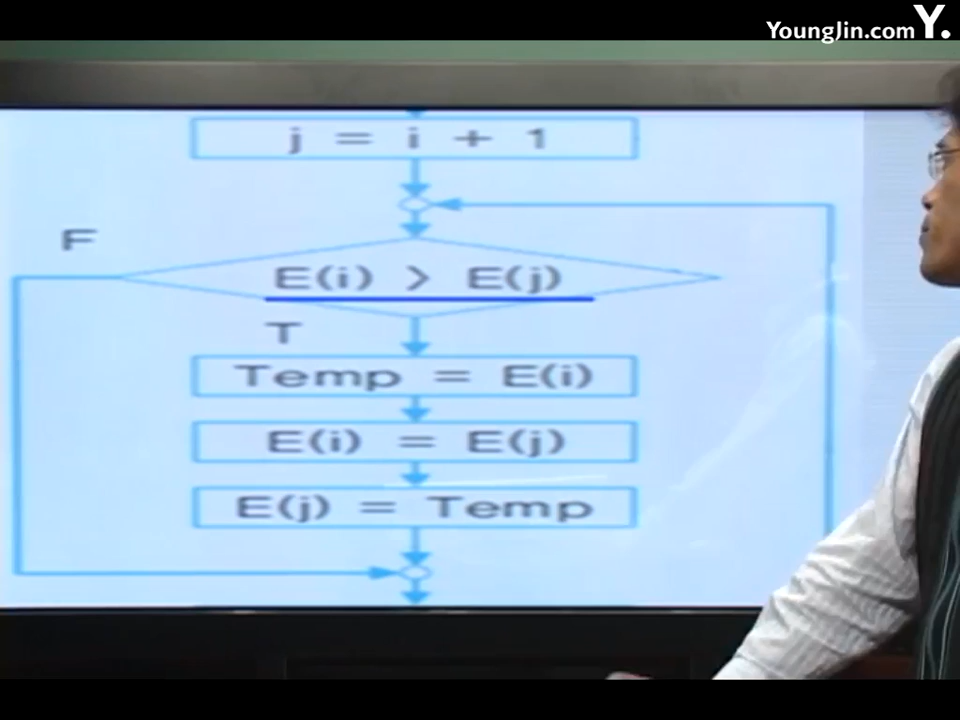 YoungJin.com Y.
j = i + 1
F
E(i) > E(j)
T
Temp = E(i)
E(i) = E(j)
E(j) = Temp